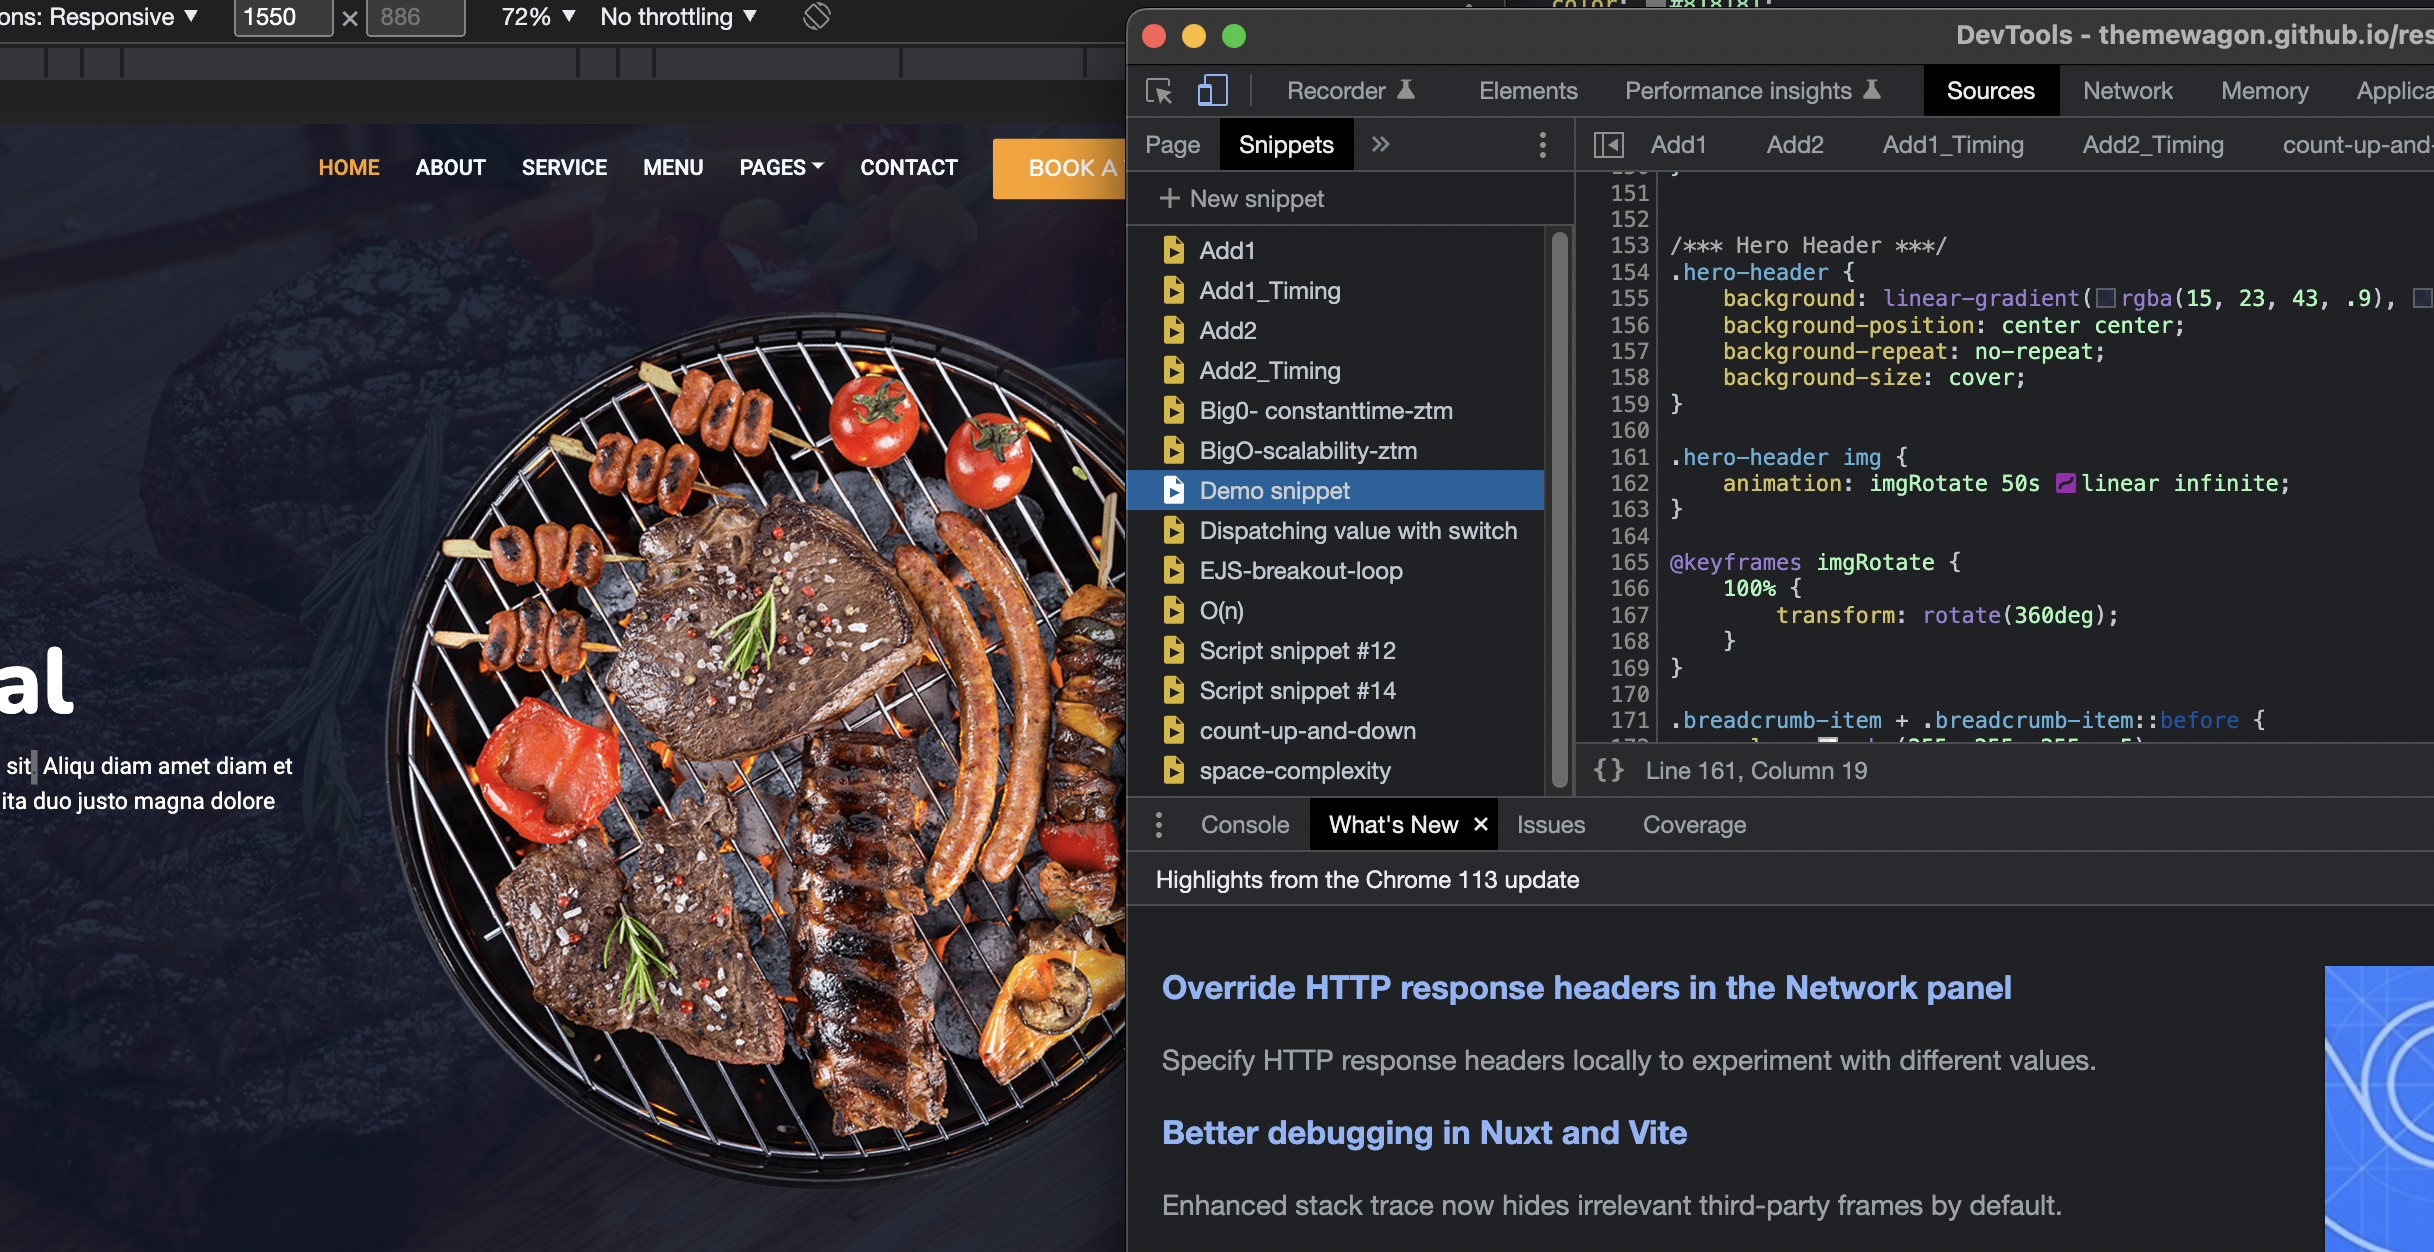 ons: Responsive ▼ 1550 × 886 72% ▼ No throttling ▼
HOME ABOUT SERVICE MENU PAGES CONTACT BOOK A
al
sit. Aliqu diam amet diam et
ita duo justo magna dolore
color: #818181;
DevTools - themewagon.github.io/res
Recorder Elements Performance insights Sources Network Memory Applica
Page Snippets »
+ New snippet
Add1
Add1_Timing
Add2
Add2_Timing
Big0- constanttime-ztm
BigO-scalability-ztm
Demo snippet
Dispatching value with switch
EJS-breakout-loop
O(n)
Script snippet #12
Script snippet #14
count-up-and-down
space-complexity
Add1 Add2 Add1_Timing Add2_Timing count-up-and-
150 }
151
152
153 /*** Hero Header ***/
154 .hero-header {
155 background: linear-gradient(rgba(15, 23, 43, .9),
156 background-position: center center;
157 background-repeat: no-repeat;
158 background-size: cover;
159 }
160
161 .hero-header img {
162 animation: imgRotate 50s linear infinite;
163 }
164
165 @keyframes imgRotate {
166 100% {
167 transform: rotate(360deg);
168 }
169 }
170
171 .breadcrumb-item + .breadcrumb-item::before {
{} Line 161, Column 19
Console What's New × Issues Coverage
Highlights from the Chrome 113 update
Override HTTP response headers in the Network panel
Specify HTTP response headers locally to experiment with different values.
Better debugging in Nuxt and Vite
Enhanced stack trace now hides irrelevant third-party frames by default.